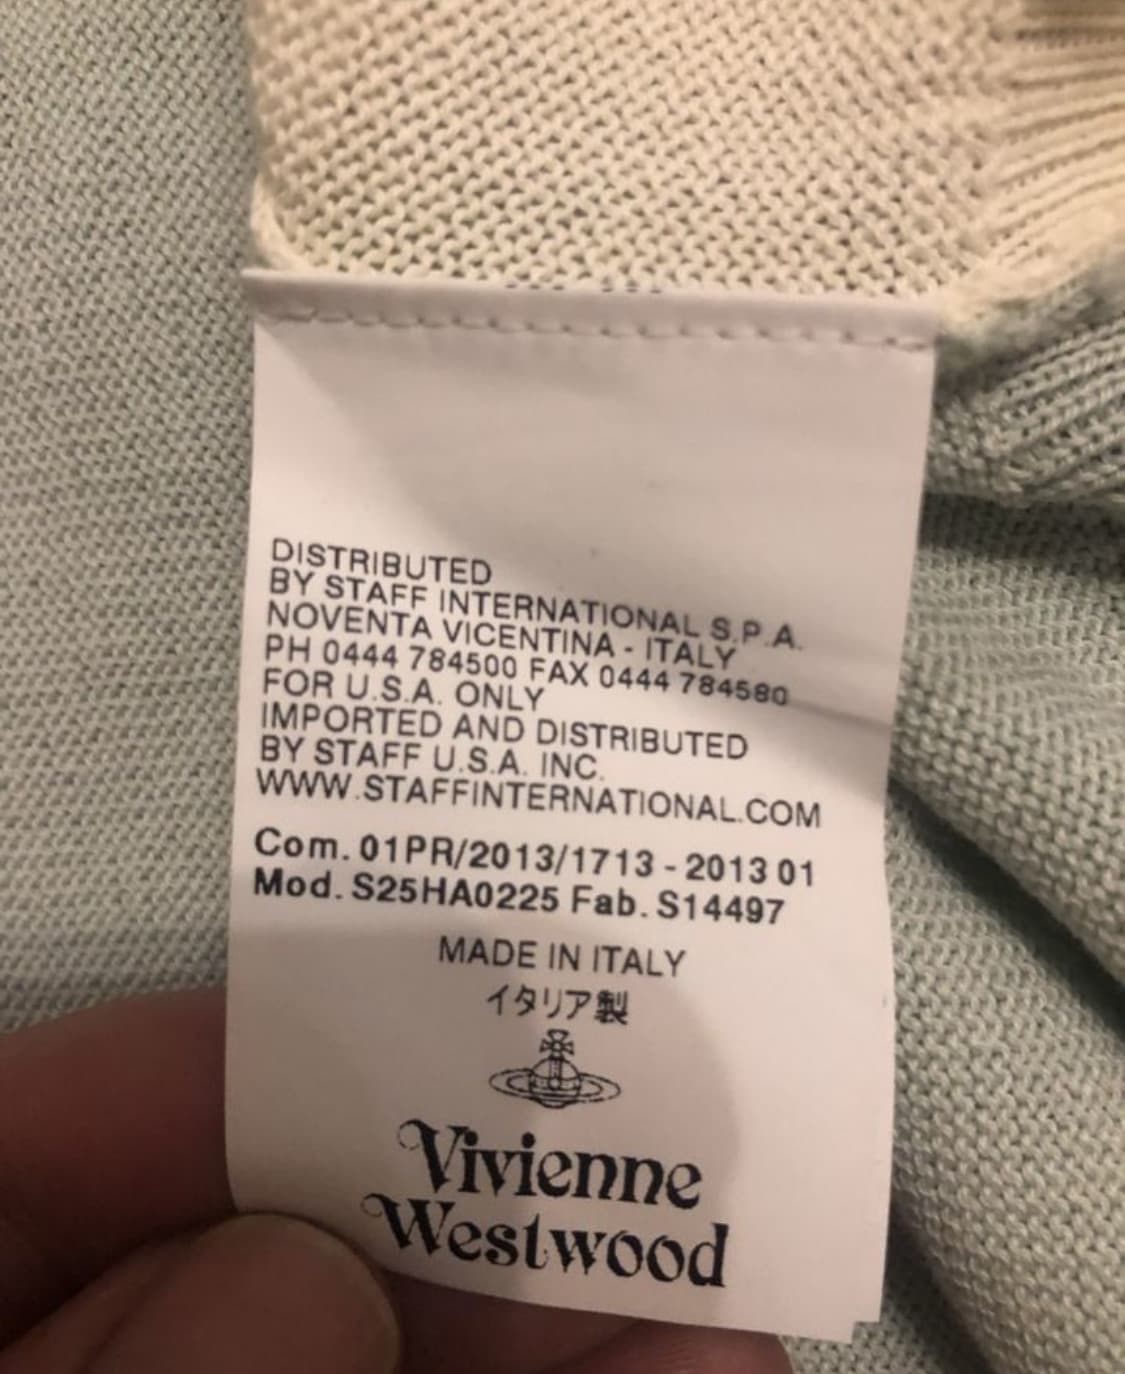 DISTRIBUTED
BY STAFF INTERNATIONAL S.P.A.
NOVENTA VICENTINA - ITALY
PH 0444 784500 FAX 0444 784580
FOR U.S.A. ONLY
IMPORTED AND DISTRIBUTED
BY STAFF U.S.A. INC.
WWW.STAFFINTERNATIONAL.COM
Com. 01PR/2013/1713 - 2013 01
Mod. S25HA0225 Fab. S14497
MADE IN ITALY
イタリア製
Vivienne
Westwood